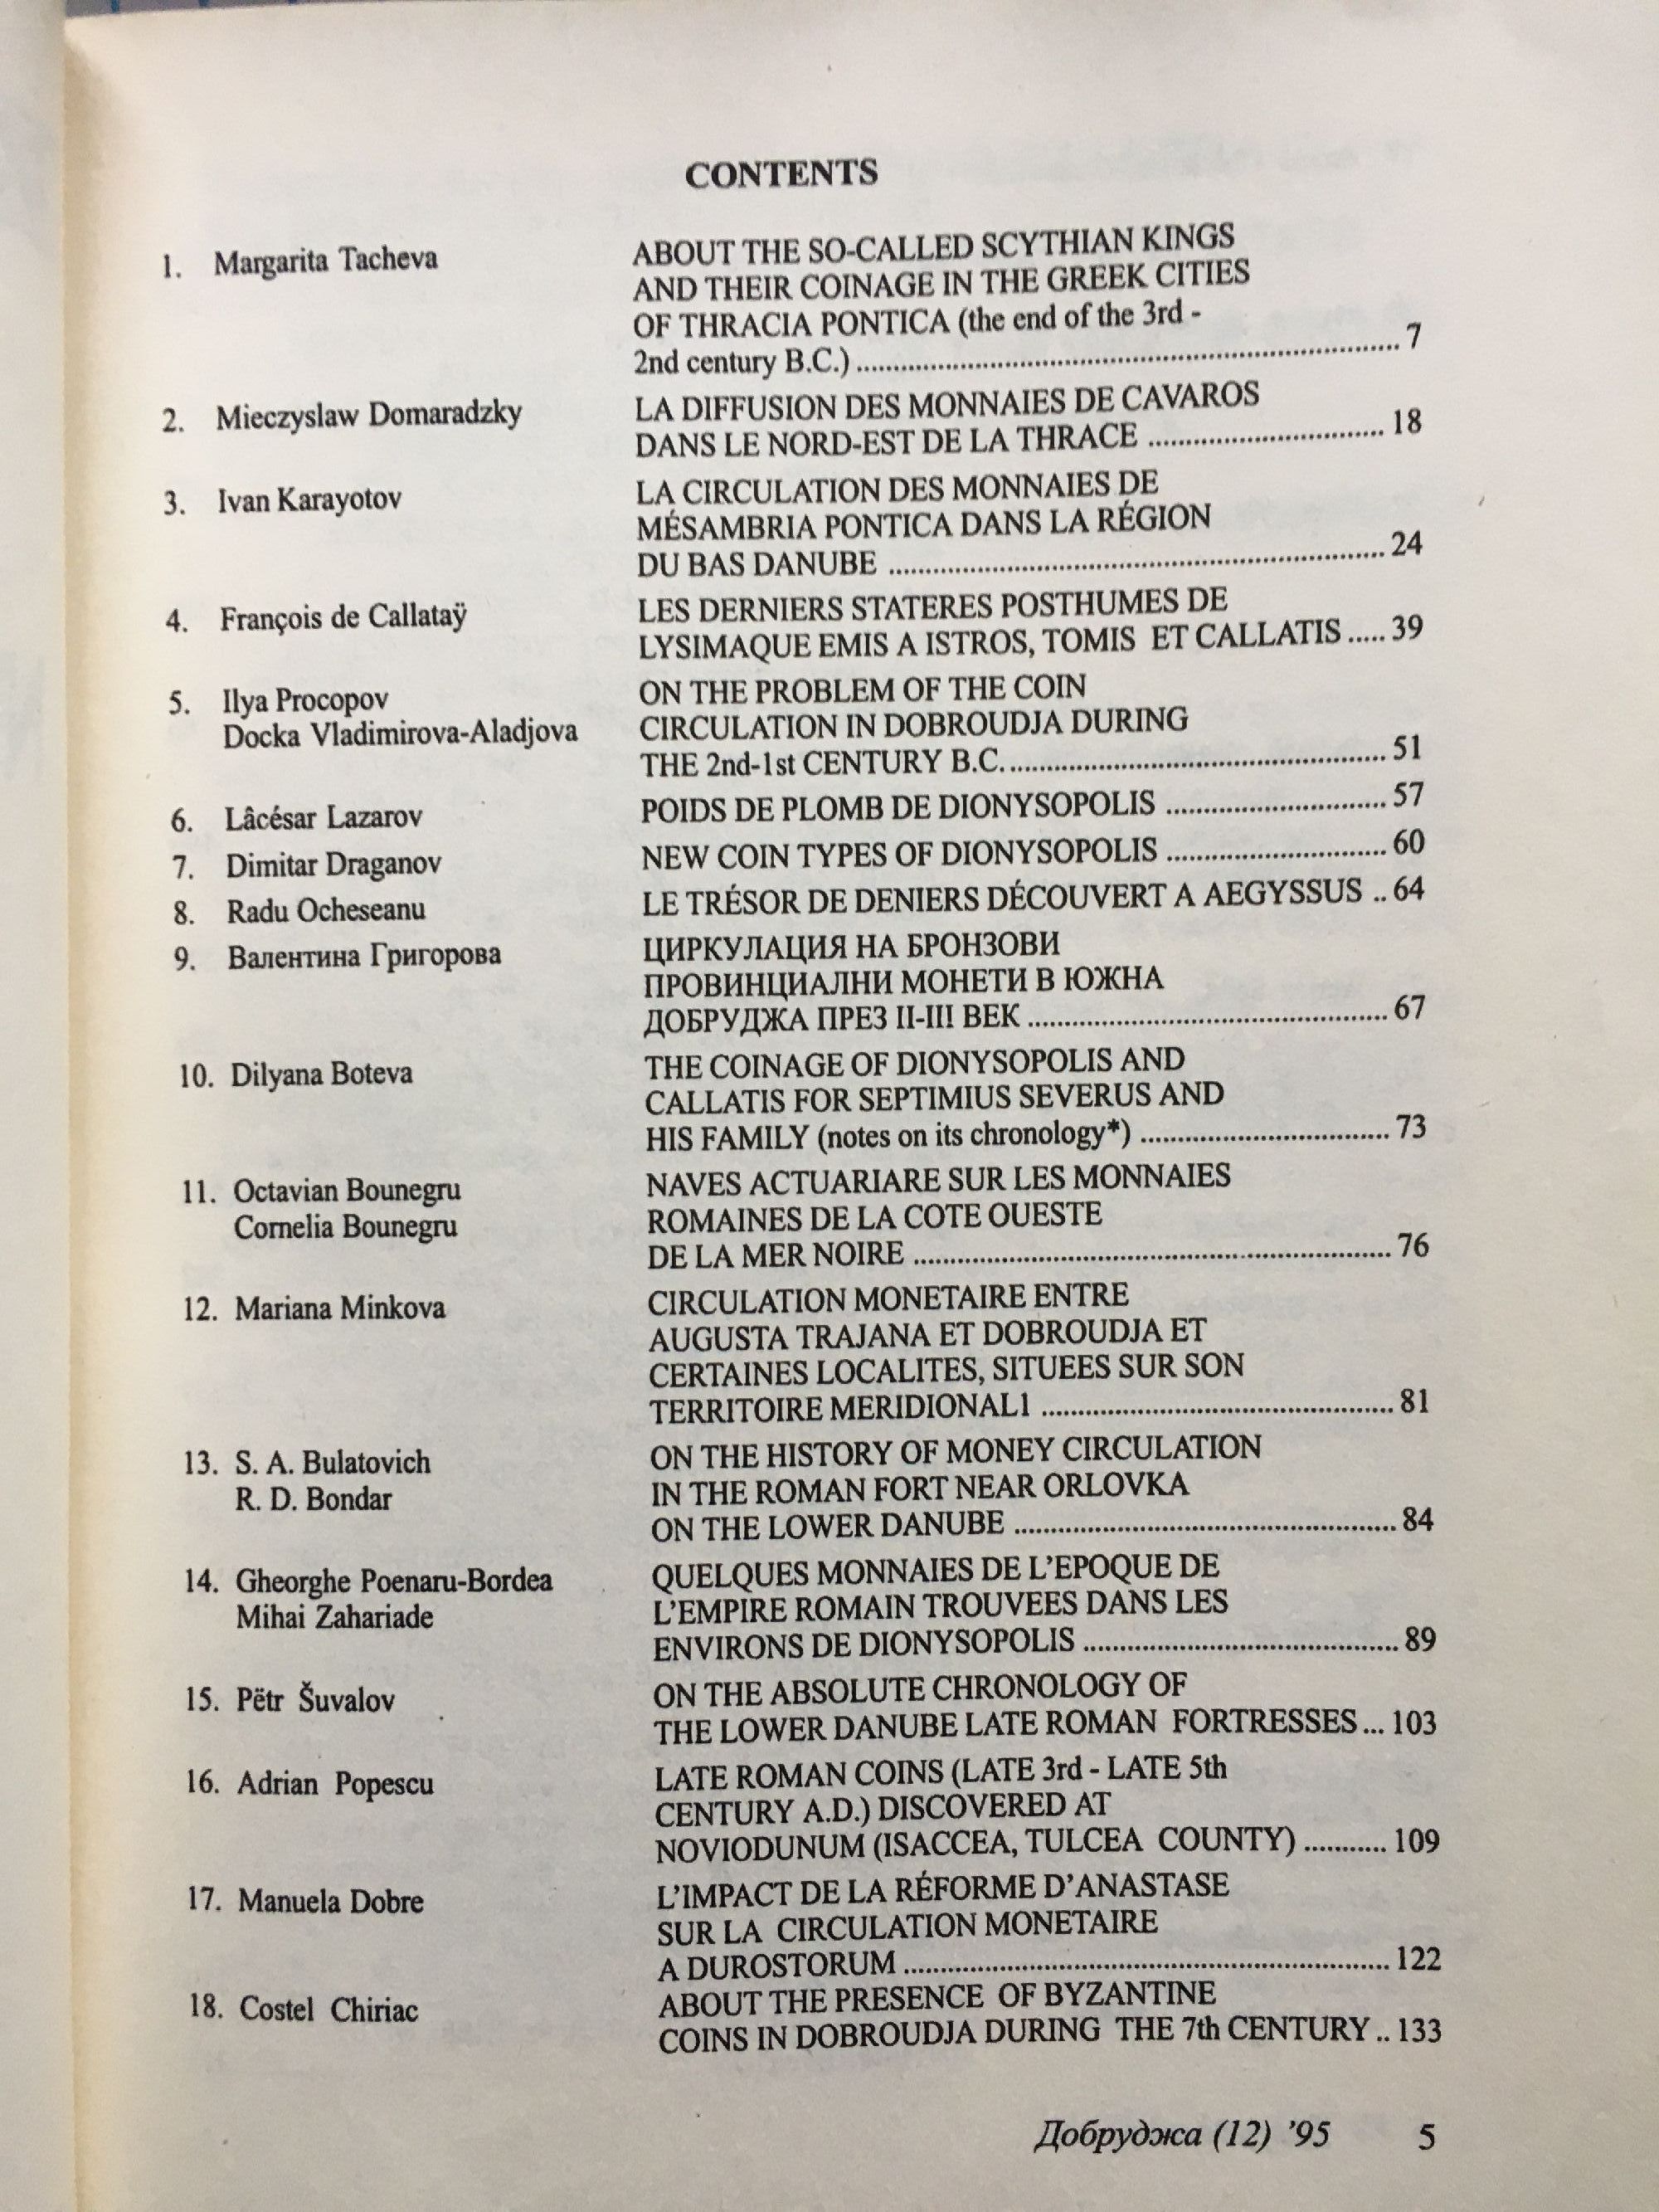 CONTENTS
1. Margarita Tacheva ABOUT THE SO-CALLED SCYTHIAN KINGS
AND THEIR COINAGE IN THE GREEK CITIES
OF THRACIA PONTICA (the end of the 3rd -
2nd century B.C.) ........ 7
2. Mieczyslaw Domaradzky LA DIFFUSION DES MONNAIES DE CAVAROS
DANS LE NORD-EST DE LA THRACE ........ 18
3. Ivan Karayotov LA CIRCULATION DES MONNAIES DE
MÉSAMBRIA PONTICA DANS LA RÉGION
DU BAS DANUBE ........ 24
4. François de Callataÿ LES DERNIERS STATERES POSTHUMES DE
LYSIMAQUE EMIS A ISTROS, TOMIS ET CALLATIS ..... 39
5. Ilya Procopov ON THE PROBLEM OF THE COIN
Docka Vladimirova-Aladjova CIRCULATION IN DOBROUDJA DURING
THE 2nd-1st CENTURY B.C. ........ 51
6. Lâcésar Lazarov POIDS DE PLOMB DE DIONYSOPOLIS ........ 57
7. Dimitar Draganov NEW COIN TYPES OF DIONYSOPOLIS ........ 60
8. Radu Ocheseanu LE TRÉSOR DE DENIERS DÉCOUVERT A AEGYSSUS .. 64
9. Валентина Григорова ЦИРКУЛАЦИЯ НА БРОНЗОВИ
ПРОВИНЦИАЛНИ МОНЕТИ В ЮЖНА
ДОБРУДЖА ПРЕЗ II-III ВЕК ........ 67
10. Dilyana Boteva THE COINAGE OF DIONYSOPOLIS AND
CALLATIS FOR SEPTIMIUS SEVERUS AND
HIS FAMILY (notes on its chronology*) ........ 73
11. Octavian Bounegru NAVES ACTUARIARE SUR LES MONNAIES
Cornelia Bounegru ROMAINES DE LA COTE OUESTE
DE LA MER NOIRE ........ 76
12. Mariana Minkova CIRCULATION MONETAIRE ENTRE
AUGUSTA TRAJANA ET DOBROUDJA ET
CERTAINES LOCALITES, SITUEES SUR SON
TERRITOIRE MERIDIONAL1 ........ 81
13. S. A. Bulatovich ON THE HISTORY OF MONEY CIRCULATION
R. D. Bondar IN THE ROMAN FORT NEAR ORLOVKA
ON THE LOWER DANUBE ........ 84
14. Gheorghe Poenaru-Bordea QUELQUES MONNAIES DE L'EPOQUE DE
Mihai Zahariade L'EMPIRE ROMAIN TROUVEES DANS LES
ENVIRONS DE DIONYSOPOLIS ........ 89
15. Pëtr Šuvalov ON THE ABSOLUTE CHRONOLOGY OF
THE LOWER DANUBE LATE ROMAN FORTRESSES ... 103
16. Adrian Popescu LATE ROMAN COINS (LATE 3rd - LATE 5th
CENTURY A.D.) DISCOVERED AT
NOVIODUNUM (ISACCEA, TULCEA COUNTY) ........... 109
17. Manuela Dobre L'IMPACT DE LA RÉFORME D'ANASTASE
SUR LA CIRCULATION MONETAIRE
A DUROSTORUM ........ 122
18. Costel Chiriac ABOUT THE PRESENCE OF BYZANTINE
COINS IN DOBROUDJA DURING THE 7th CENTURY .. 133
Добруджа (12) '95 5